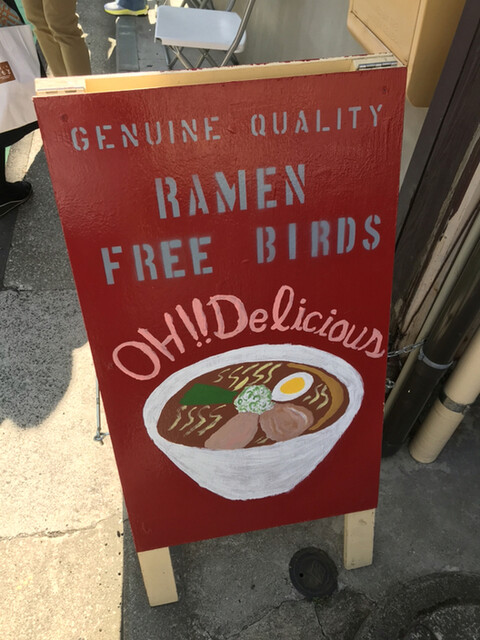 GENUINE QUALITY
RAMEN
FREE BIRDS
OH!!Delicious